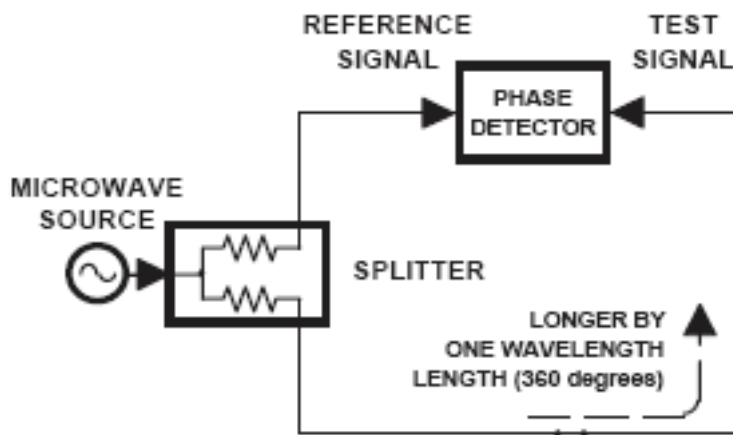 REFERENCE
SIGNAL
TEST
SIGNAL
PHASE
DETECTOR
MICROWAVE
SOURCE
SPLITTER
LONGER BY
ONE WAVELENGTH
LENGTH (360 degrees)